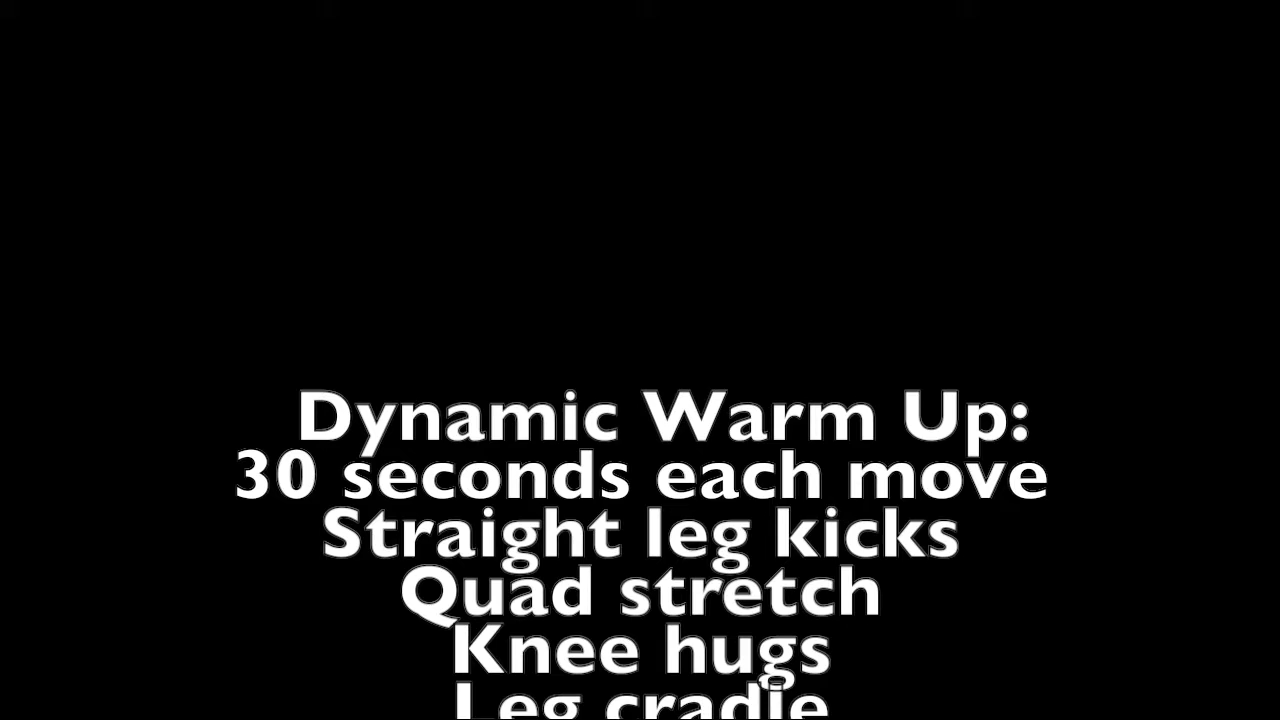 Dynamic Warm Up:
30 seconds each move
Straight leg kicks
Quad stretch
Knee hugs
Leg cradle